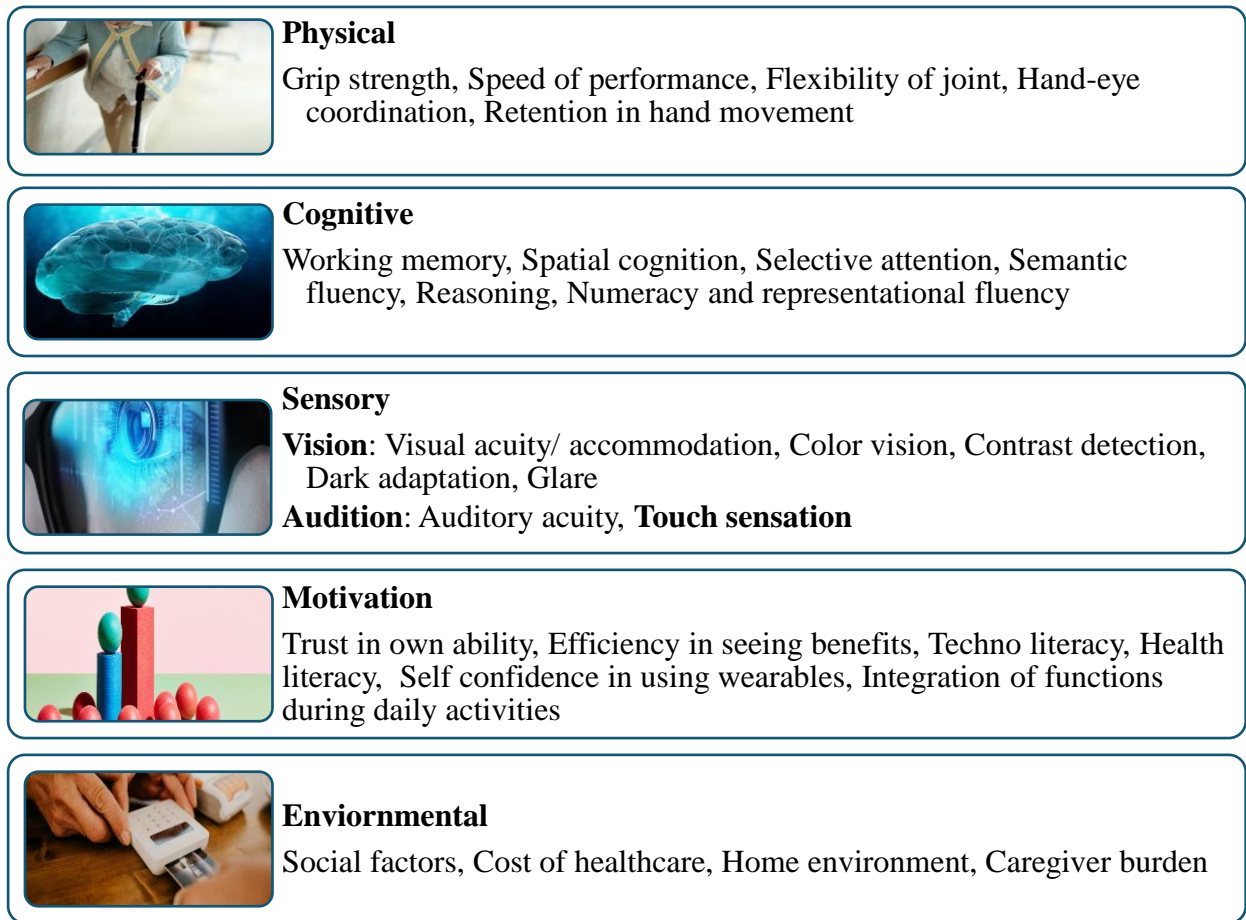 Physical
Grip strength, Speed of performance, Flexibility of joint, Hand-eye
coordination, Retention in hand movement
Cognitive
Working memory, Spatial cognition, Selective attention, Semantic
fluency, Reasoning, Numeracy and representational fluency
Sensory
Vision: Visual acuity/ accommodation, Color vision, Contrast detection,
Dark adaptation, Glare
Audition: Auditory acuity, Touch sensation
Motivation
Trust in own ability, Efficiency in seeing benefits, Techno literacy, Health
literacy,  Self confidence in using wearables, Integration of functions
during daily activities
Enviornmental
Social factors, Cost of healthcare, Home environment, Caregiver burden